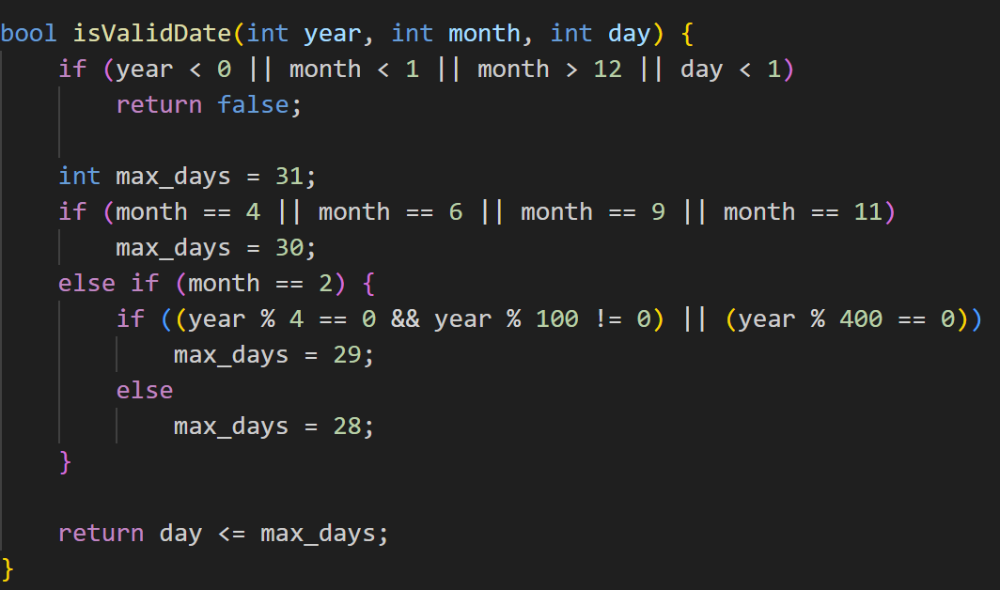 bool isValidDate(int year, int month, int day) {
    if (year < 0 || month < 1 || month > 12 || day < 1)
        return false;

    int max_days = 31;
    if (month == 4 || month == 6 || month == 9 || month == 11)
        max_days = 30;
    else if (month == 2) {
        if ((year % 4 == 0 && year % 100 != 0) || (year % 400 == 0))
            max_days = 29;
        else
            max_days = 28;
    }

    return day <= max_days;
}